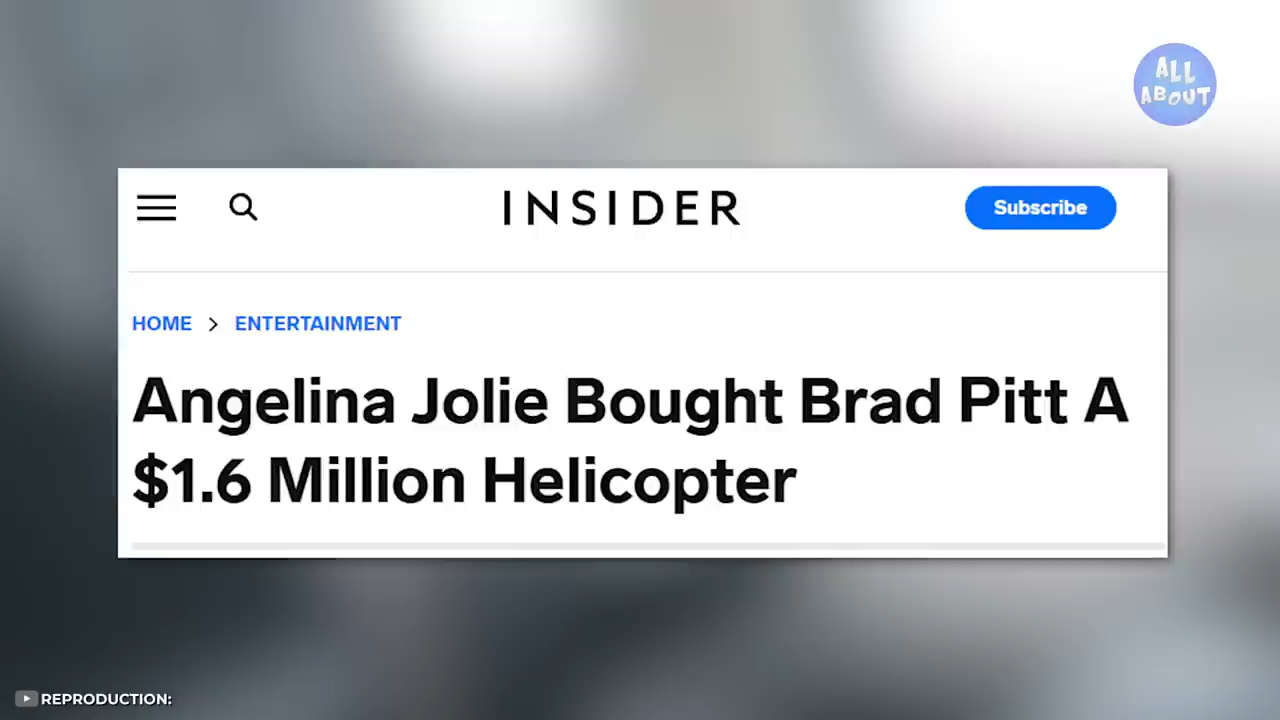 ALL
ABOUT
INSIDER
Subscribe
HOME > ENTERTAINMENT
Angelina Jolie Bought Brad Pitt A
$1.6 Million Helicopter
REPRODUCTION: